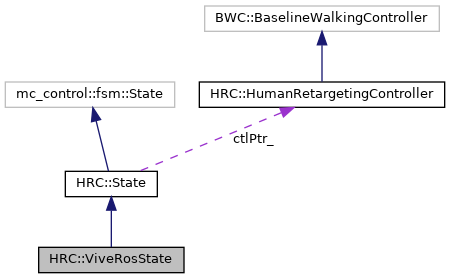 BWC::BaselineWalkingController
mc_control::fsm::State
HRC::HumanRetargetingController
ctlPtr_
HRC::State
HRC::ViveRosState